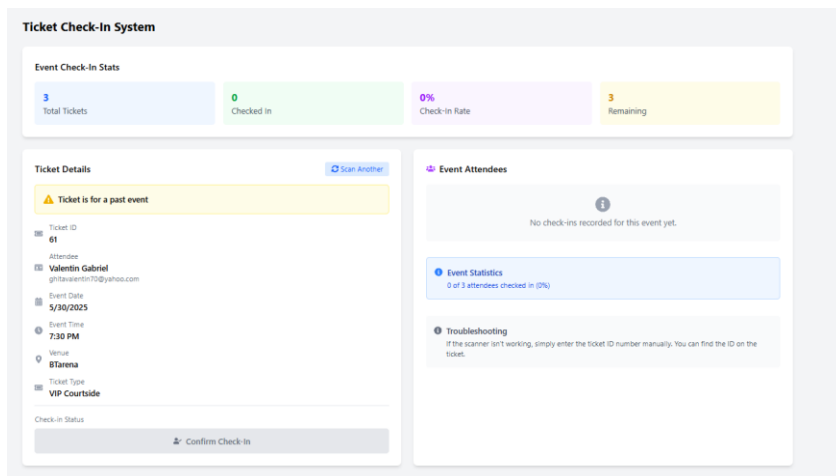 Ticket Check-In System
Event Check-In Stats
3
Total Tickets
0
Checked In
0%
Check-In Rate
3
Remaining
Ticket Details
Scan Another
Ticket is for a past event
Ticket ID
61
Attendee
Valentin Gabriel
ghitavalentin70@yahoo.com
Event Date
5/30/2025
Event Time
7:30 PM
Venue
BTarena
Ticket Type
VIP Courtside
Check-in Status
Confirm Check-In
Event Attendees
No check-ins recorded for this event yet.
Event Statistics
0 of 3 attendees checked in (0%)
Troubleshooting
If the scanner isn't working, simply enter the ticket ID number manually. You can find the ID on the
ticket.